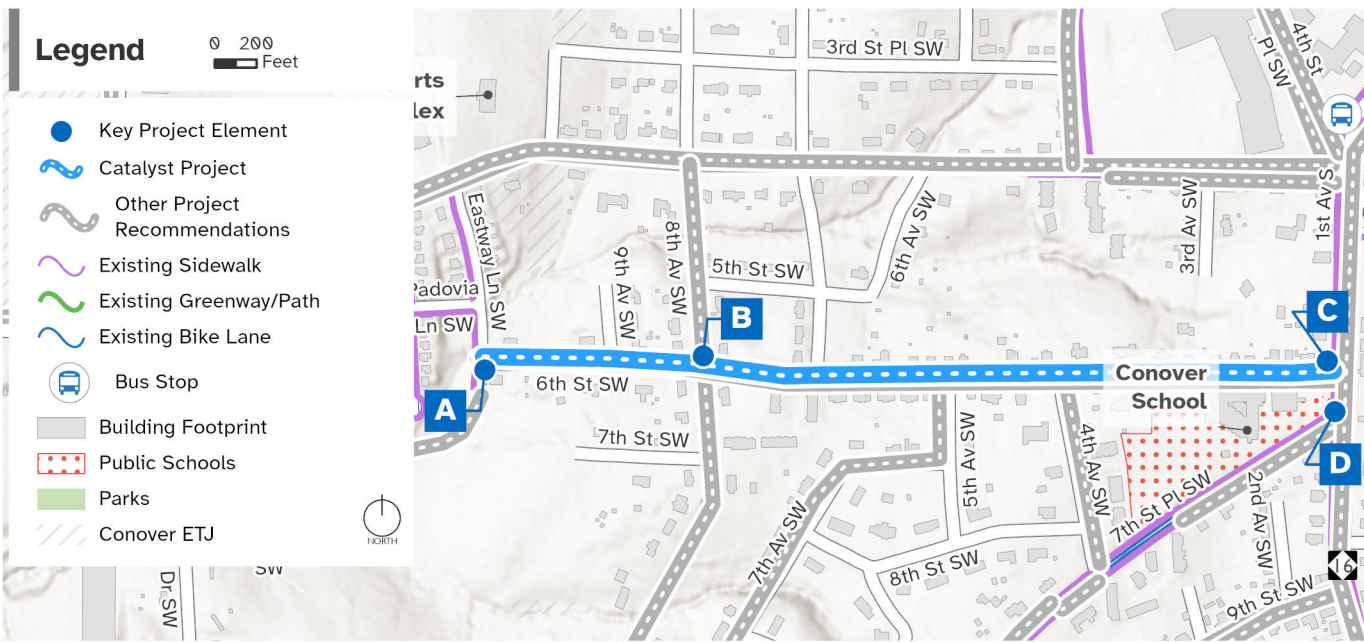 Legend
0 200
Feet
Key Project Element
Catalyst Project
Other Project
Recommendations
Existing Sidewalk
Existing Greenway/Path
Existing Bike Lane
Bus Stop
Building Footprint
Public Schools
Parks
Conover ETJ
NORTH
rts
lex
3rd St Pl SW
4th St
Pl SW
Eastway Ln SW
8th Av SW
9th Av SW
5th St SW
6th Av SW
3rd Av SW
1st Av S
Padovia
Ln SW
B
C
6th St SW
A
Conover
School
7th St SW
5th Av SW
4th Av SW
D
7th St Pl SW
2nd Av SW
7th Av SW
8th St SW
16
9th St SW
Dr SW
SW